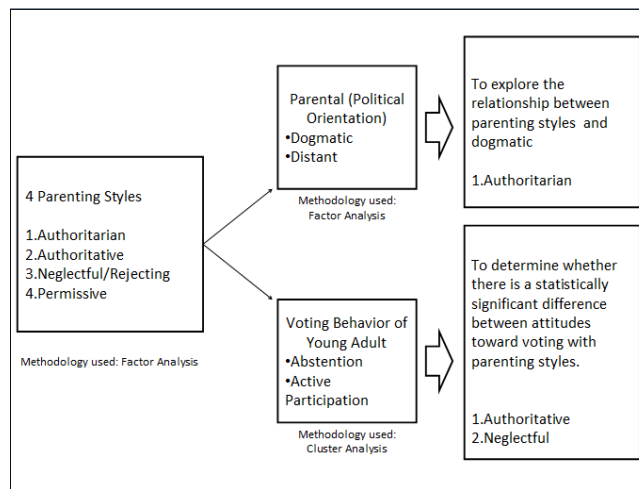 4 Parenting Styles
1.Authoritarian
2.Authoritative
3.Neglectful/Rejecting
4.Permissive
Methodology used: Factor Analysis
Parental (Political
Orientation)
•Dogmatic
•Distant
Methodology used:
Factor Analysis
To explore the
relationship between
parenting styles and
dogmatic
1.Authoritarian
Voting Behavior of
Young Adult
•Abstention
•Active
Participation
Methodology used:
Cluster Analysis
To determine whether
there is a statistically
significant difference
between attitudes
toward voting with
parenting styles.
1.Authoritative
2.Neglectful